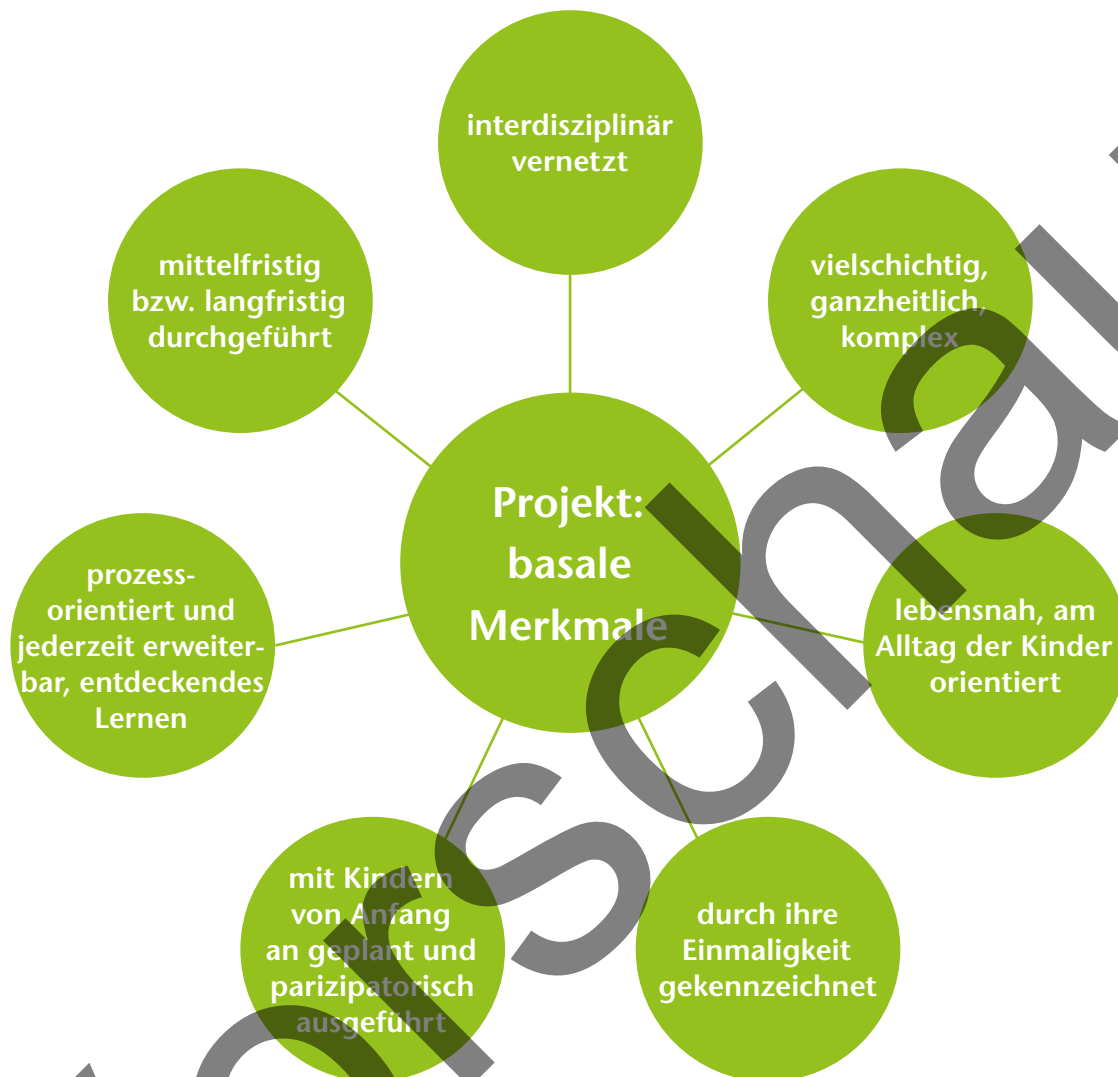 interdisziplinär
vernetzt
mittelfristig
bzw. langfristig
durchgeführt
vielschichtig,
ganzheitlich,
komplex
Projekt:
basale
Merkmale
prozess-
orientiert und
jederzeit erweiter-
bar, entdeckendes
Lernen
lebensnah, am
Alltag der Kinder
orientiert
mit Kindern
von Anfang
an geplant und
parizipatorisch
ausgeführt
durch ihre
Einmaligkeit
gekennzeichnet